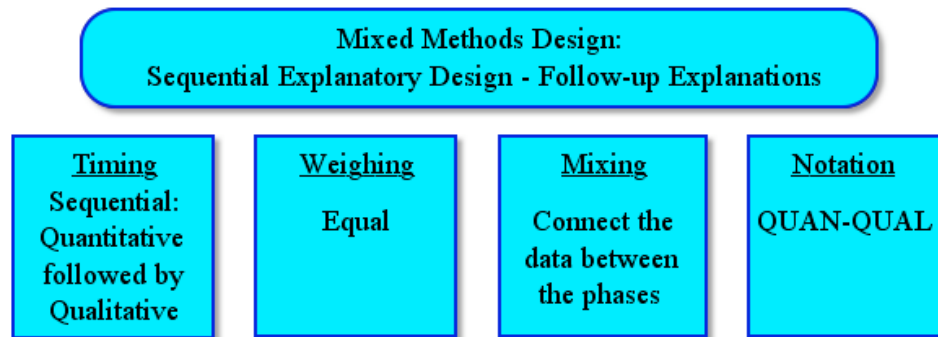 Mixed Methods Design:
Sequential Explanatory Design - Follow-up Explanations
Timing
Sequential:
Quantitative
followed by
Qualitative
Weighing
Equal
Mixing
Connect the
data between
the phases
Notation
QUAN-QUAL